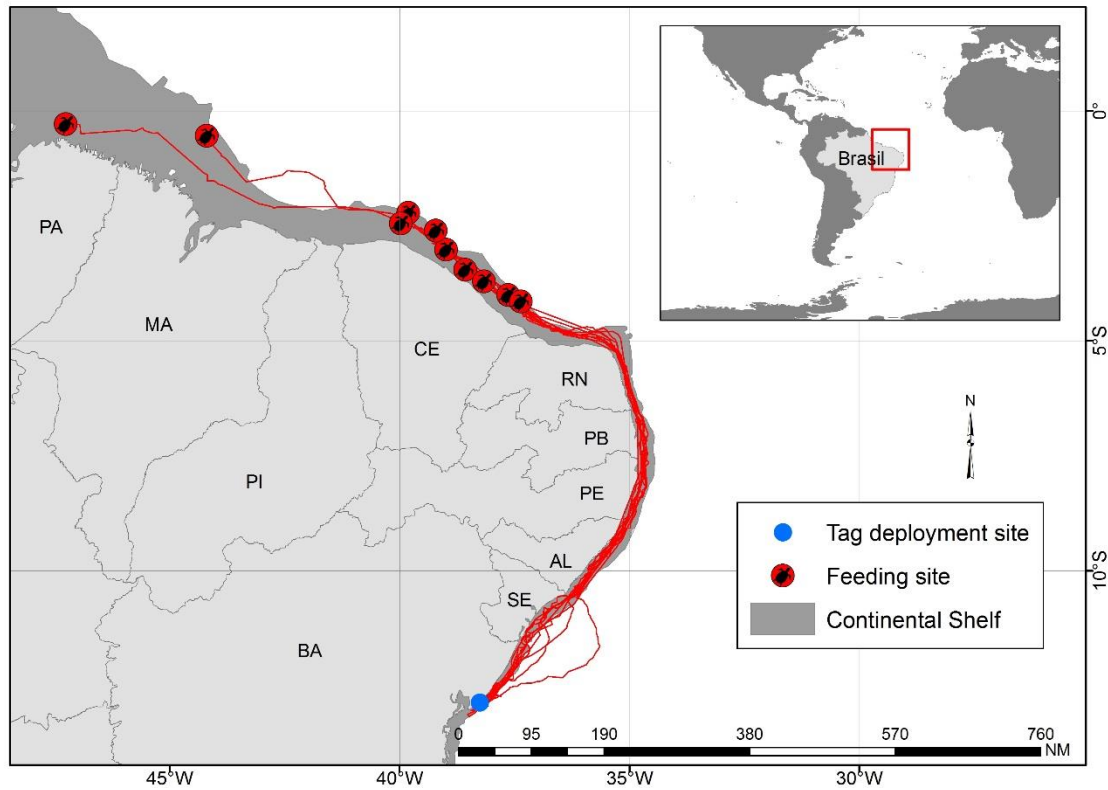 Brasil
0°
PA
MA
CE
5°S
RN
PB
PI
PE
N
Tag deployment site
Feeding site
Continental Shelf
AL
10°S
SE
BA
0 95 190 380 570 760
NM
45°W 40°W 35°W 30°W